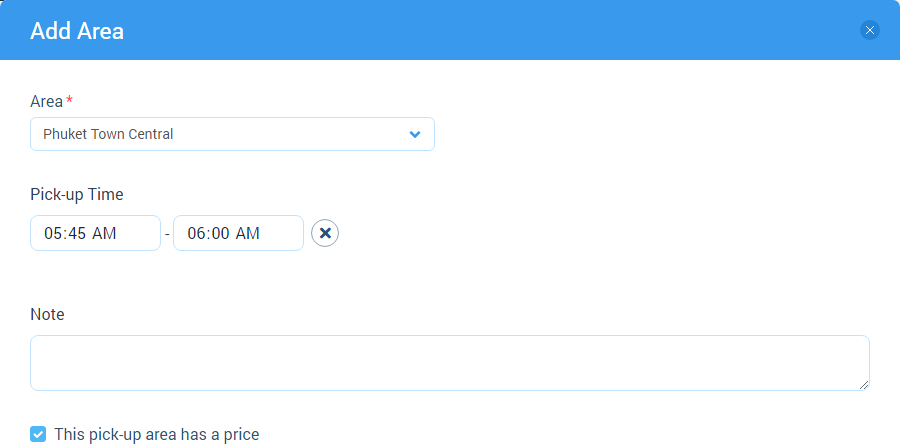 Add Area
Area *
Phuket Town Central
Pick-up Time
05:45 AM - 06:00 AM
Note
This pick-up area has a price